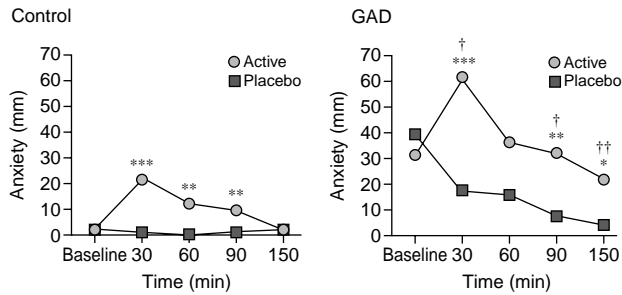 Control
70
60
50
40
30
20
10
0
Anxiety (mm)
Active
Placebo
***
**
**
Baseline 30 60 90 150
Time (min)
GAD
70
60
50
40
30
20
10
0
Anxiety (mm)
Active
Placebo
†
***
†
**
††
*
Baseline 30 60 90 150
Time (min)